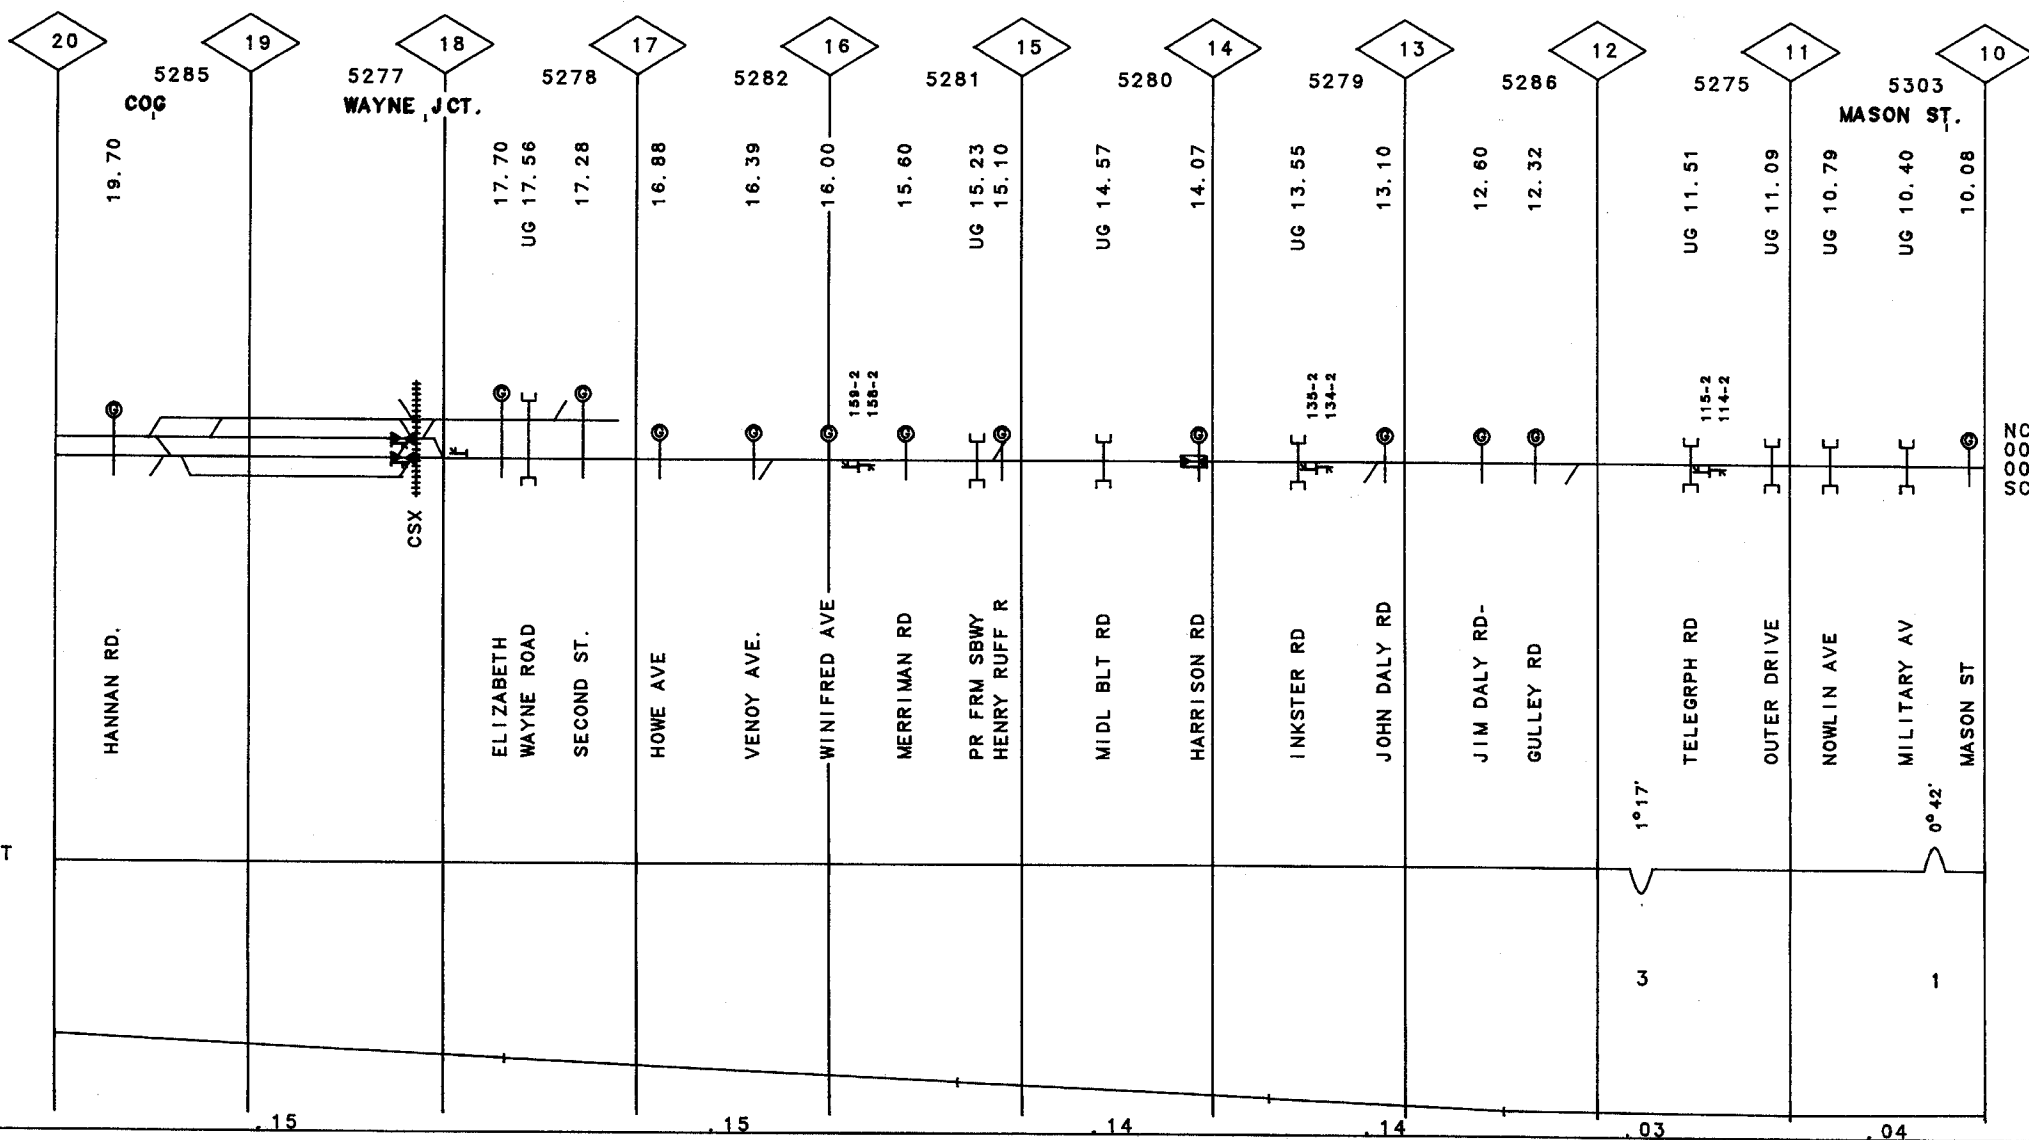 20 19 18 17 16 15 14 13 12 11 10
5285 5277 5278 5282 5281 5280 5279 5286 5275 5303
COG WAYNE JCT. MASON ST.
19.70
17.70
UG 17.56
17.28
16.88
16.39
16.00
15.60
UG 15.23
15.10
UG 14.57
14.07
UG 13.55
13.10
12.60
12.32
UG 11.51
UG 11.09
UG 10.79
UG 10.40
10.08
159-2
158-2
135-2
134-2
115-2
114-2
G G G G G G G G G G G G G
NC
00
00
SC
CSX
HANNAN RD.
ELIZABETH
WAYNE ROAD
SECOND ST.
HOWE AVE
VENOY AVE.
WINIFRED AVE
MERRIMAN RD
PR FRM SBWY
HENRY RUFF R
MIDL BLT RD
HARRISON RD
INKSTER RD
JOHN DALY RD
JIM DALY RD-
GULLEY RD
TELEGRPH RD
OUTER DRIVE
NOWLIN AVE
MILITARY AV
MASON ST
1°17'
0°42'
T
3 1
.15 .15 .14 .14 .03 .04